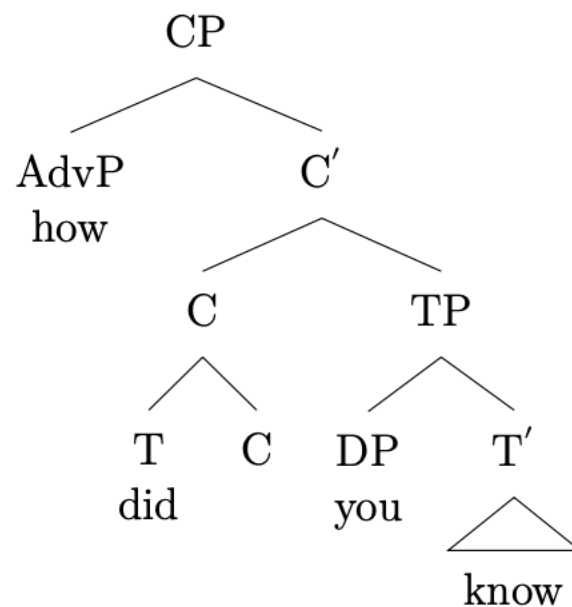 CP
AdvP C′
how
C TP
T C DP T′
did you
know